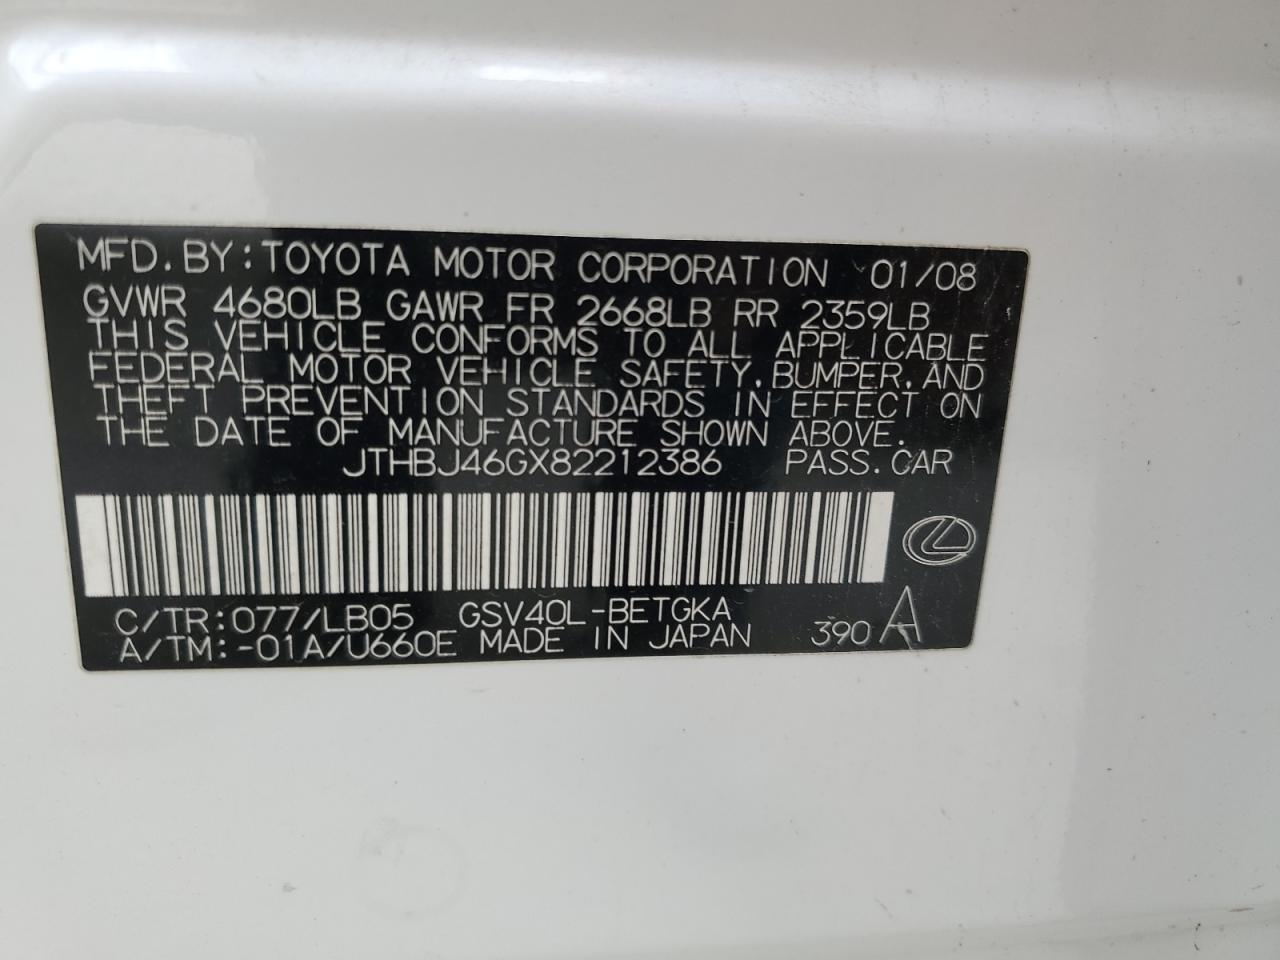 MFD. BY: TOYOTA MOTOR CORPORATION 01/08
GVWR 4680LB GAWR FR 2668LB RR 2359LB
THIS VEHICLE CONFORMS TO ALL APPLICABLE
FEDERAL MOTOR VEHICLE SAFETY, BUMPER, AND
THEFT PREVENTION STANDARDS IN EFFECT ON
THE DATE OF MANUFACTURE SHOWN ABOVE.
JTHBJ46GX82212386 PASS. CAR
C/TR: 077/LB05 GSV40L-BETGKA
A/TM: -01A/U660E MADE IN JAPAN 390 A